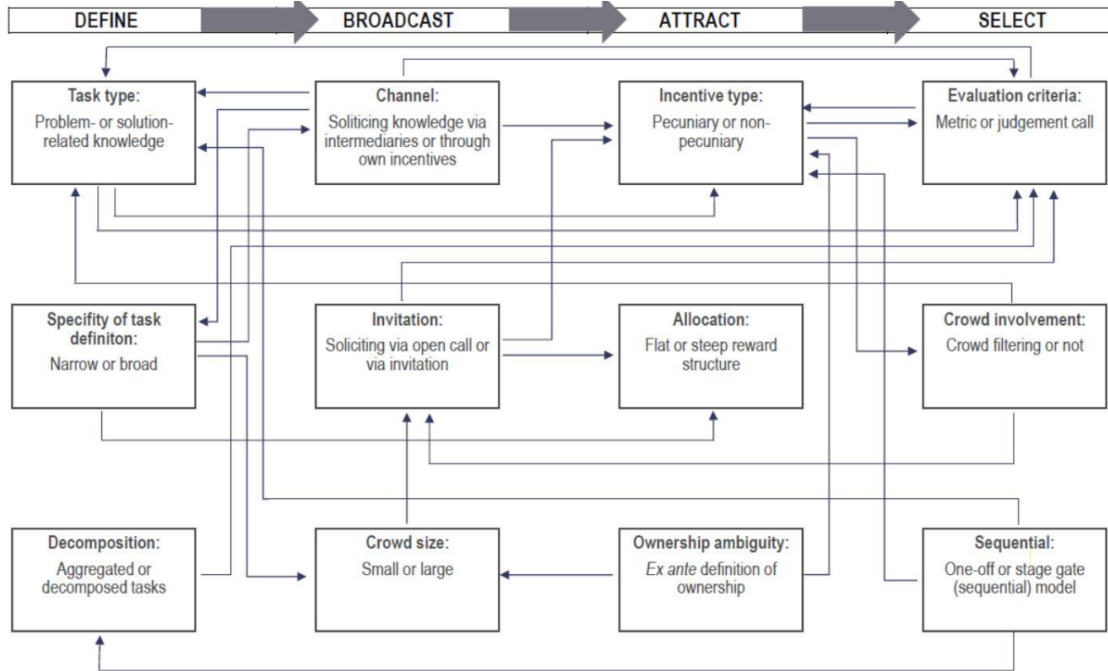 DEFINE
BROADCAST
ATTRACT
SELECT
Task type:
Problem- or solution-
related knowledge
Channel:
Soliticing knowledge via
intermediaries or through
own incentives
Incentive type:
Pecuniary or non-
pecuniary
Evaluation criteria:
Metric or judgement call
Specifity of task
definiton:
Narrow or broad
Invitation:
Soliciting via open call or
via invitation
Allocation:
Flat or steep reward
structure
Crowd involvement:
Crowd filtering or not
Decomposition:
Aggregated or
decomposed tasks
Crowd size:
Small or large
Ownership ambiguity:
Ex ante definition of
ownership
Sequential:
One-off or stage gate
(sequential) model